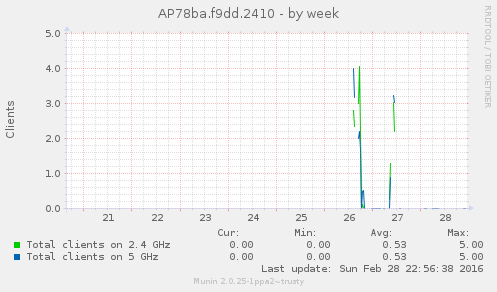 AP78ba.f9dd.2410 - by week
RRDTOOL / TOBI OETIKER
Clients
5.0
4.0
3.0
2.0
1.0
0.0
21 22 23 24 25 26 27 28
Cur: Min: Avg: Max:
Total clients on 2.4 GHz 0.00 0.00 0.53 5.00
Total clients on 5 GHz 0.00 0.00 0.53 5.00
Last update: Sun Feb 28 22:56:38 2016
Munin 2.0.25-1ppa2~trusty